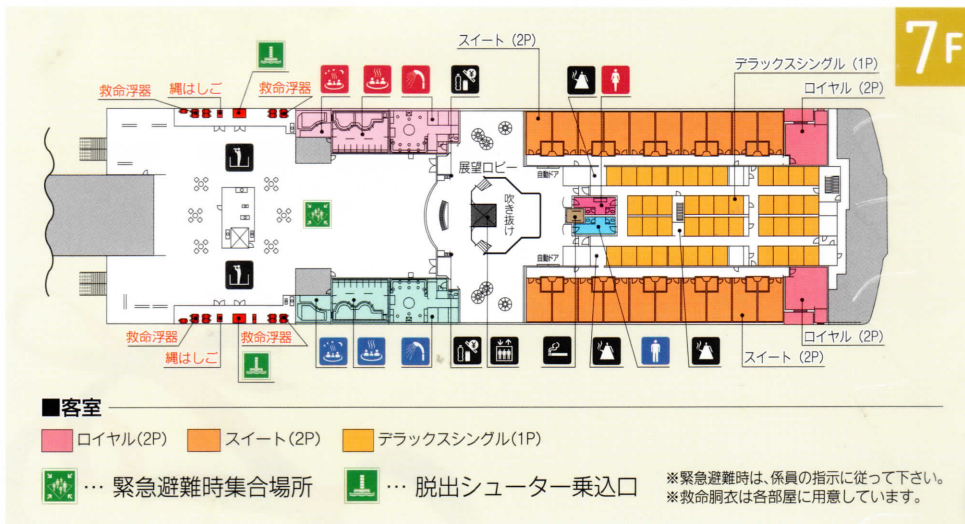 7F
スイート (2P)
デラックスシングル (1P)
ロイヤル (2P)
救命浮器
縄はしご
救命浮器
展望ロビー
自動ドア
吹き抜け
自動ドア
救命浮器
縄はしご
救命浮器
ロイヤル (2P)
スイート (2P)
■客室
ロイヤル(2P)
スイート(2P)
デラックスシングル(1P)
… 緊急避難時集合場所
… 脱出シューター乗込口
※緊急避難時は、係員の指示に従って下さい。
※救命胴衣は各部屋に用意しています。